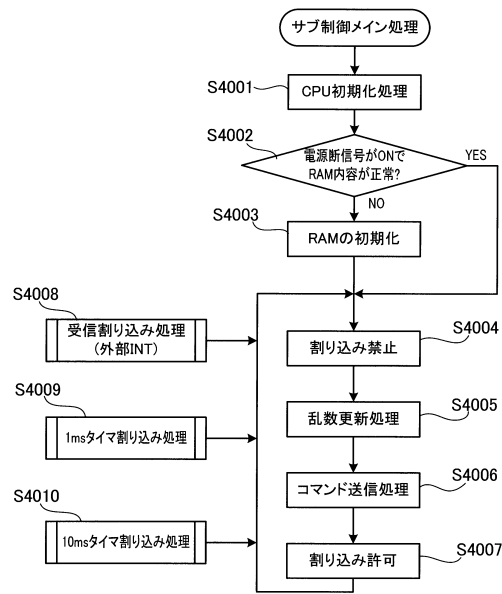 サブ制御メイン処理
S4001
CPU初期化処理
S4002
電源断信号がONで
RAM内容が正常?
YES
NO
S4003
RAMの初期化
S4008
受信割り込み処理
(外部INT)
S4004
割り込み禁止
S4009
1msタイマ割り込み処理
S4005
乱数更新処理
S4006
コマンド送信処理
S4010
10msタイマ割り込み処理
S4007
割り込み許可